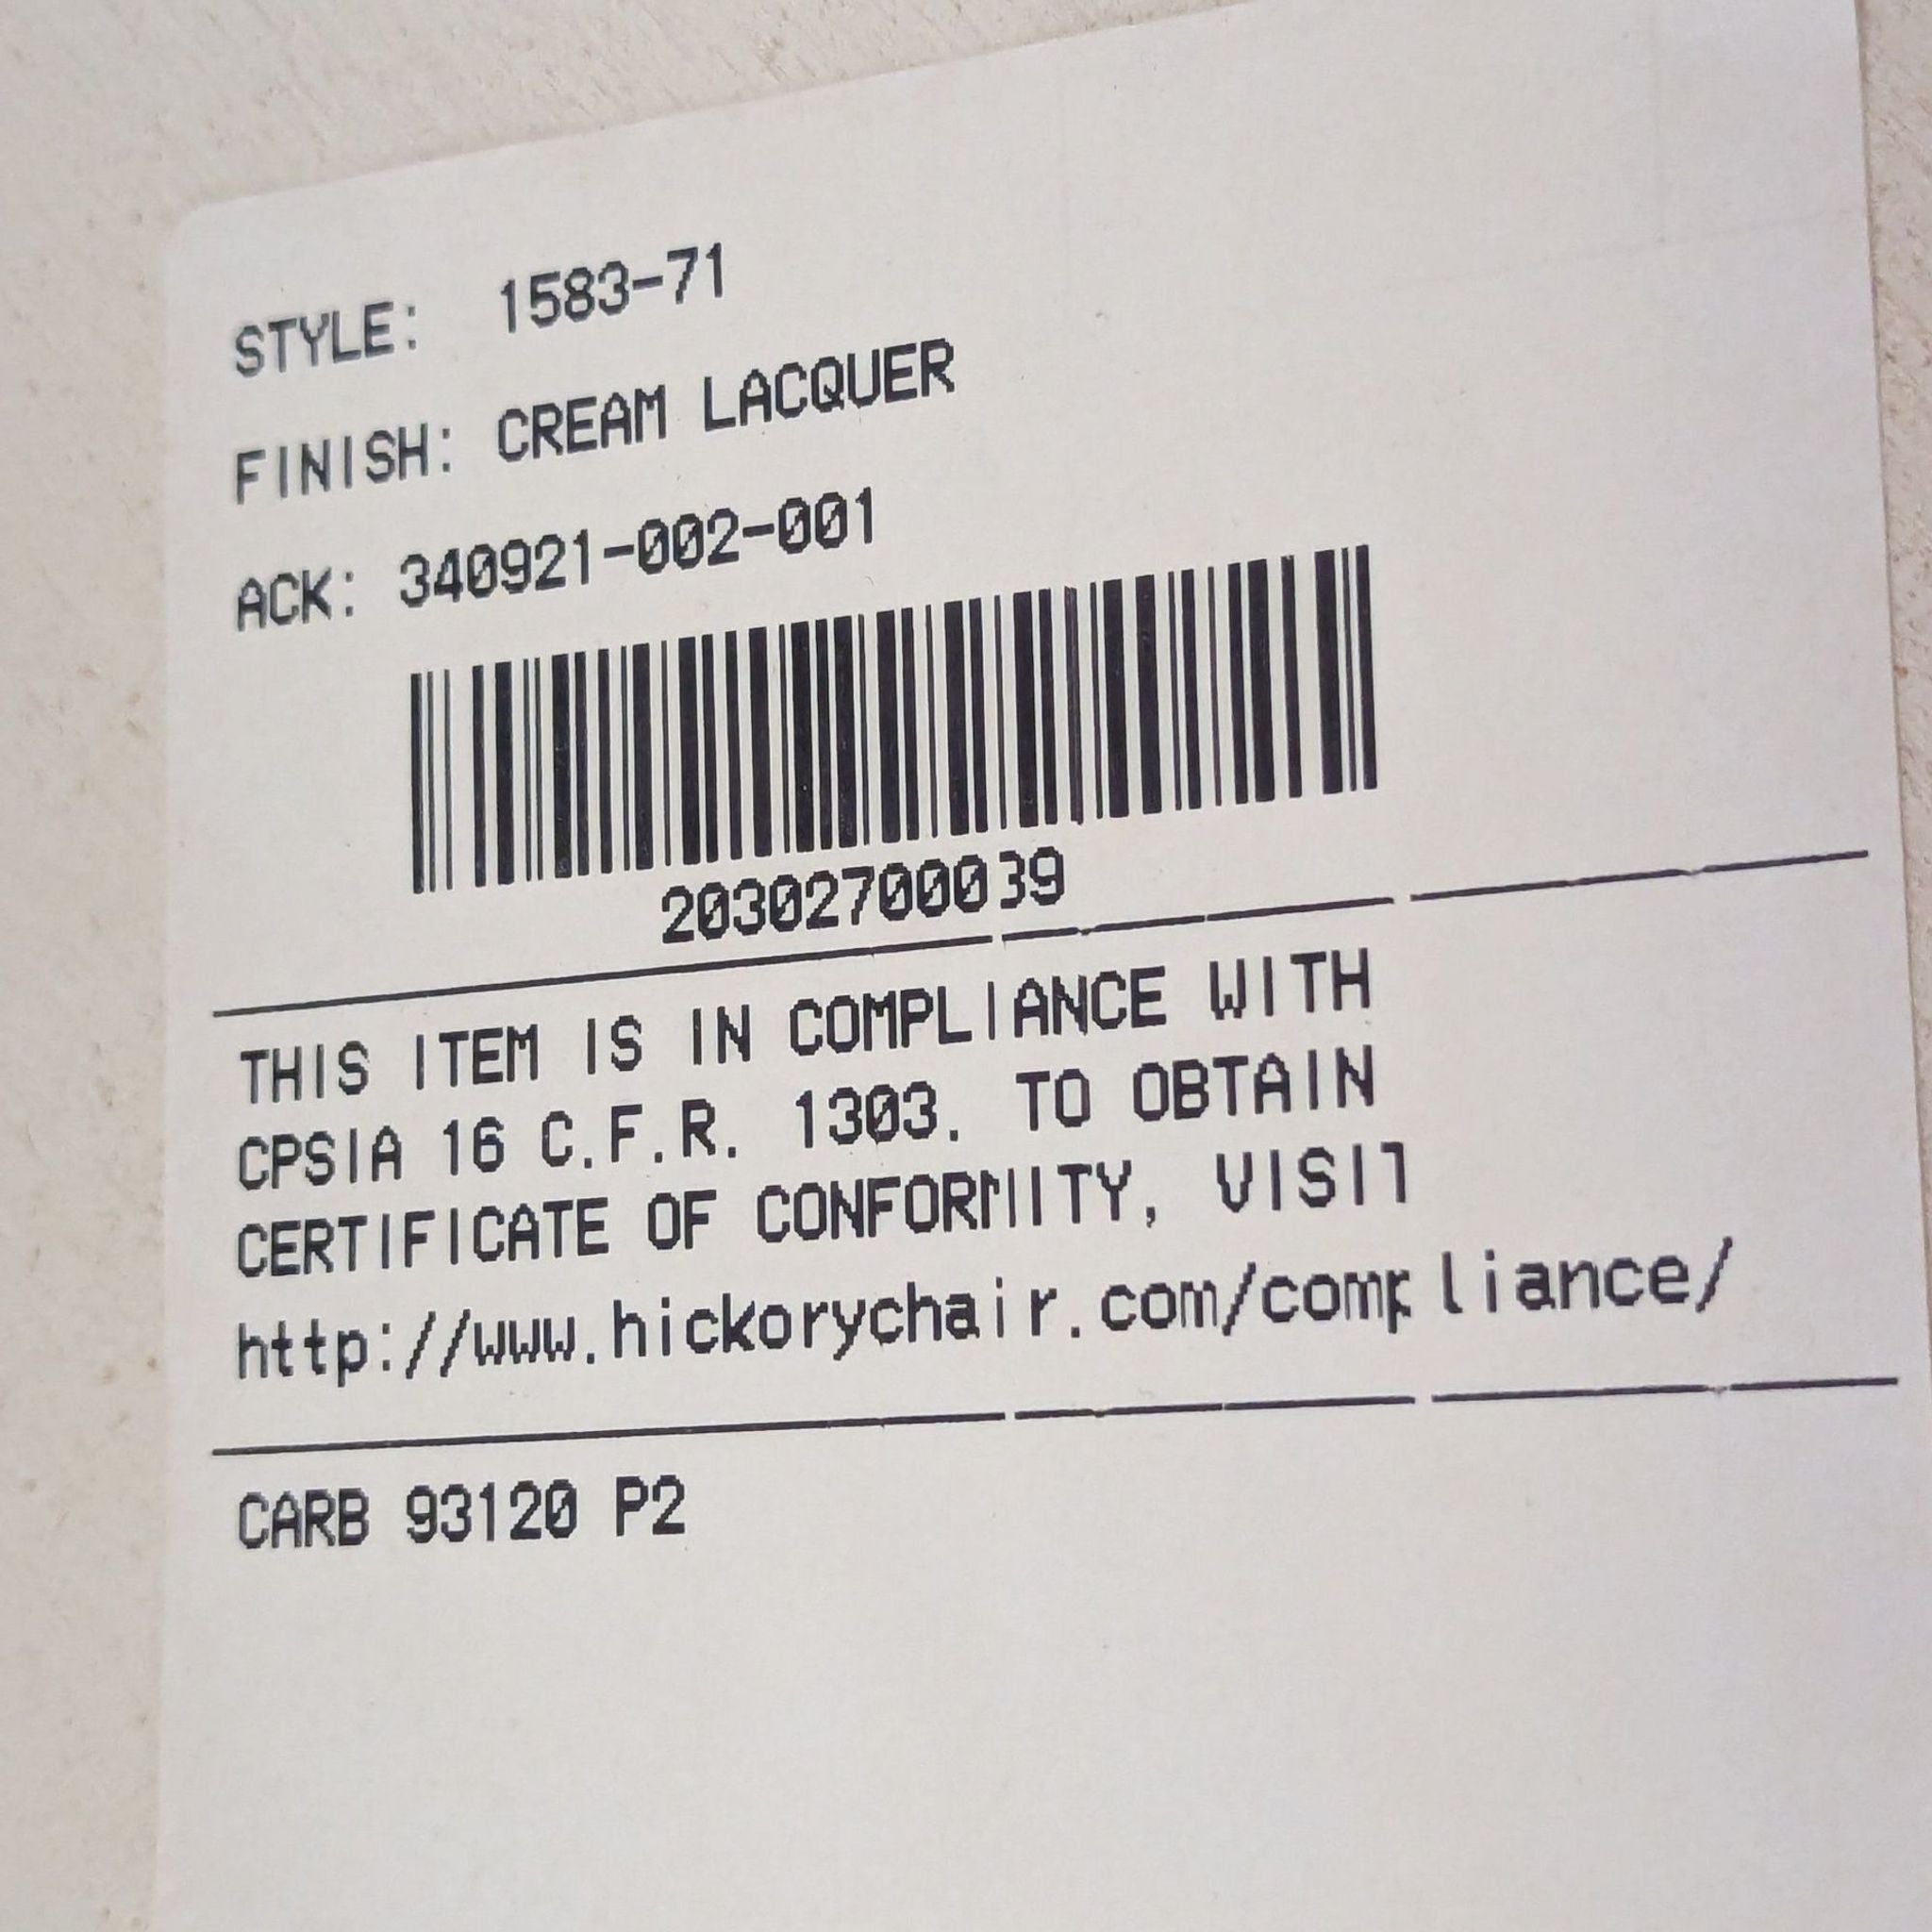 STYLE: 1583-71
FINISH: CREAM LACQUER
ACK: 340921-002-001
20302700039
THIS ITEM IS IN COMPLIANCE WITH
CPSIA 16 C.F.R. 1303. TO OBTAIN
CERTIFICATE OF CONFORMITY, VISIT
http://www.hickorychair.com/compliance/
CARB 93120 P2